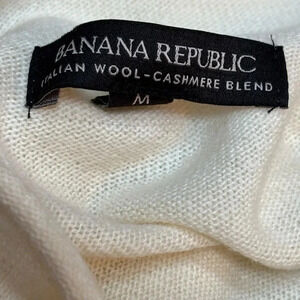 BANANA REPUBLIC
ITALIAN WOOL-CASHMERE BLEND
M